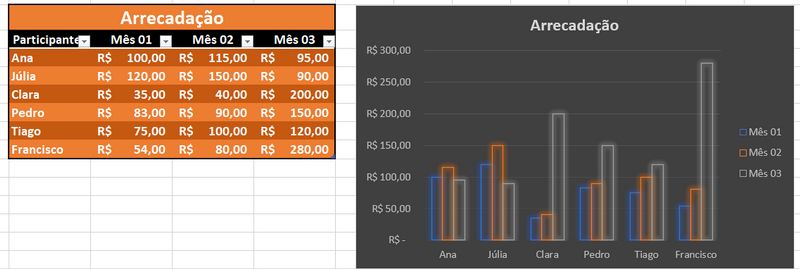 Arrecadação
Participante Mês 01 Mês 02 Mês 03
Ana R$ 100,00 R$ 115,00 R$ 95,00
Júlia R$ 120,00 R$ 150,00 R$ 90,00
Clara R$ 35,00 R$ 40,00 R$ 200,00
Pedro R$ 83,00 R$ 90,00 R$ 150,00
Tiago R$ 75,00 R$ 100,00 R$ 120,00
Francisco R$ 54,00 R$ 80,00 R$ 280,00
Arrecadação
R$ 300,00
R$ 250,00
R$ 200,00
R$ 150,00
R$ 100,00
R$ 50,00
R$ -
Ana Júlia Clara Pedro Tiago Francisco
Mês 01
Mês 02
Mês 03